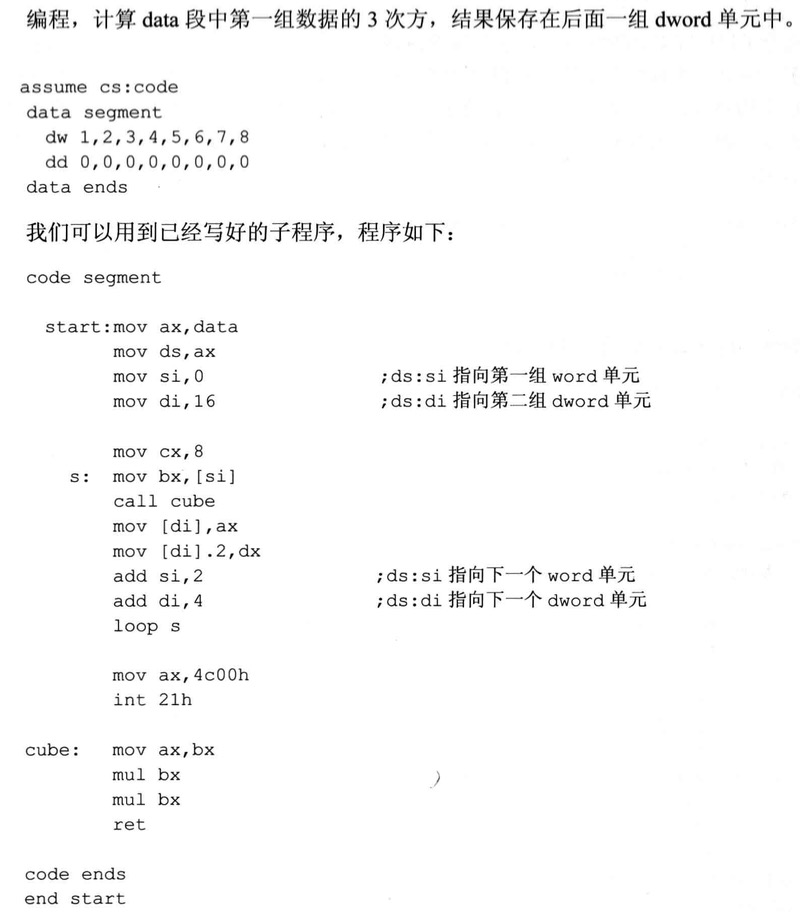 编程，计算 data 段中第一组数据的 3 次方，结果保存在后面一组 dword 单元中。
assume cs:code
data segment
dw 1,2,3,4,5,6,7,8
dd 0,0,0,0,0,0,0,0
data ends
我们可以用到已经写好的子程序，程序如下：
code segment
start:mov ax,data
mov ds,ax
mov si,0 ;ds:si 指向第一组 word 单元
mov di,16 ;ds:di 指向第二组 dword 单元
mov cx,8
s: mov bx,[si]
call cube
mov [di],ax
mov [di].2,dx
add si,2 ;ds:si 指向下一个 word 单元
add di,4 ;ds:di 指向下一个 dword 单元
loop s
mov ax,4c00h
int 21h
cube: mov ax,bx
mul bx
mul bx
ret
code ends
end start